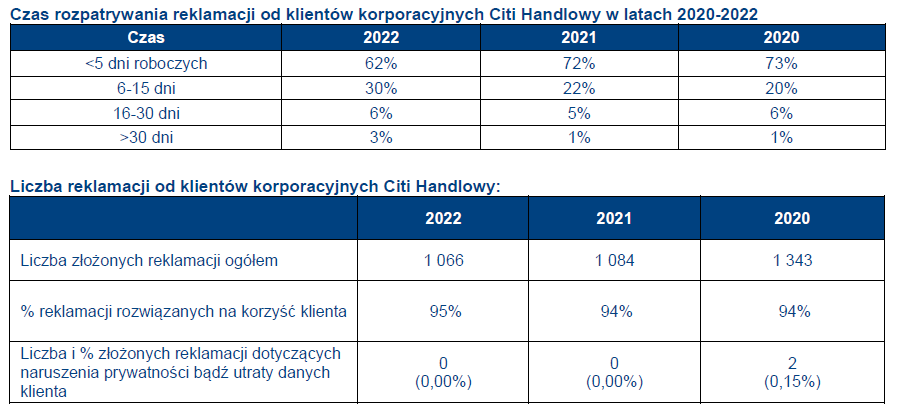 Czas rozpatrywania reklamacji od klientów korporacyjnych Citi Handlowy w latach 2020-2022
Czas 2022 2021 2020
<5 dni roboczych 62% 72% 73%
6-15 dni 30% 22% 20%
16-30 dni 6% 5% 6%
>30 dni 3% 1% 1%
Liczba reklamacji od klientów korporacyjnych Citi Handlowy:
2022 2021 2020
Liczba złożonych reklamacji ogółem 1 066 1 084 1 343
% reklamacji rozwiązanych na korzyść klienta 95% 94% 94%
Liczba i % złożonych reklamacji dotyczących
naruszenia prywatności bądź utraty danych
klienta
0 0 2
(0,00%) (0,00%) (0,15%)